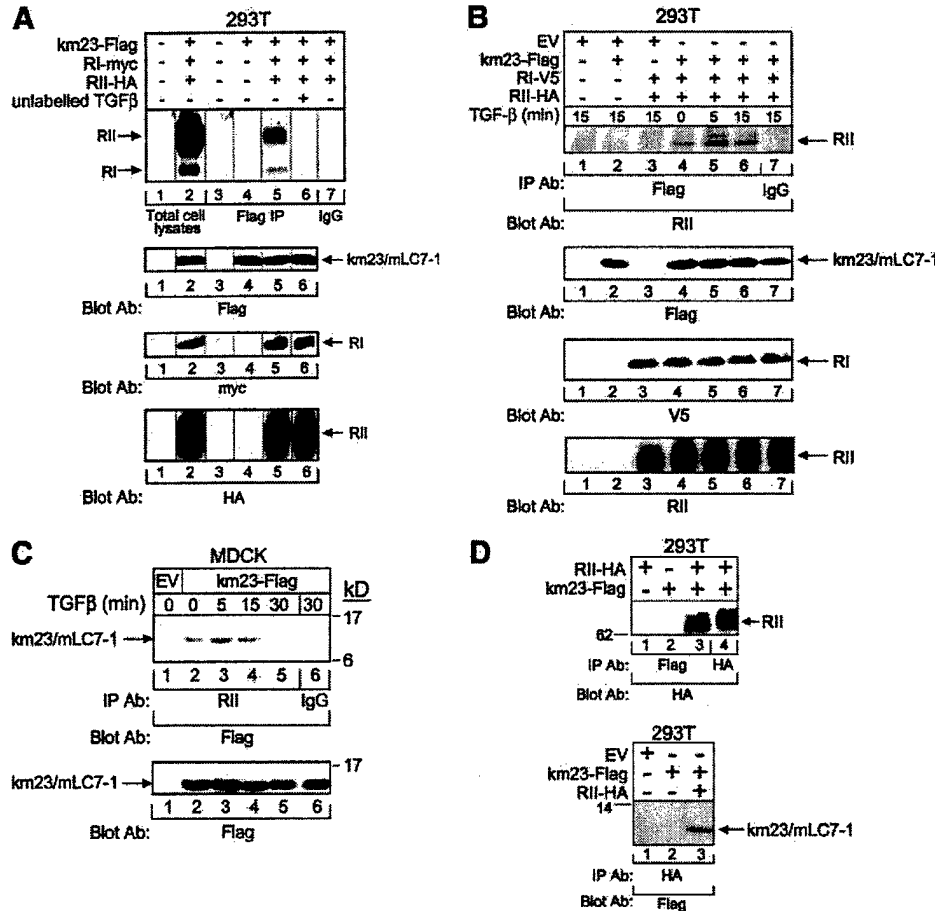 A
293T
km23-Flag - + - + + + +
RI-myc - + - - + + +
RII-HA - + - - + + +
unlabelled TGFβ - - - - - + -
RII
RI
1 2 3 4 5 6 7
Total cell lysates Flag IP IgG
km23/mLC7-1
1 2 3 4 5 6
Blot Ab: Flag
RI
1 2 3 4 5 6
Blot Ab: myc
RII
1 2 3 4 5 6
Blot Ab: HA
B
293T
EV + + + - - - -
km23-Flag - + - + + + +
RI-V5 - - + + + + +
RII-HA - - + + + + +
TGF-β (min) 15 15 15 0 5 15 15
RII
1 2 3 4 5 6 7
IP Ab: Flag IgG
Blot Ab: RII
km23/mLC7-1
1 2 3 4 5 6 7
Blot Ab: Flag
RI
1 2 3 4 5 6 7
Blot Ab: V5
RII
1 2 3 4 5 6 7
Blot Ab: RII
C
MDCK
EV km23-Flag kD
TGFβ (min) 0 0 5 15 30 30
17
km23/mLC7-1
6
1 2 3 4 5 6
IP Ab: RII IgG
Blot Ab: Flag
17
km23/mLC7-1
1 2 3 4 5 6
Blot Ab: Flag
D
293T
RII-HA + - + +
km23-Flag - + + +
RII
62
1 2 3 4
IP Ab: Flag HA
Blot Ab: HA
293T
EV + - -
km23-Flag - + +
RII-HA - - +
14
km23/mLC7-1
1 2 3
IP Ab: HA
Blot Ab: Flag